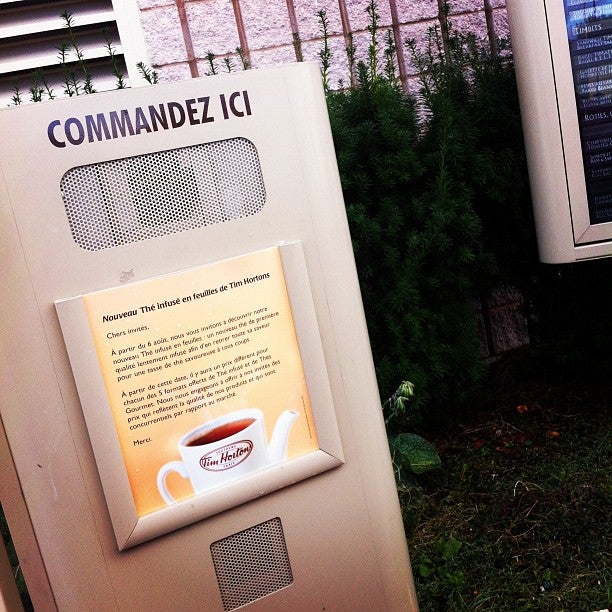 COMMANDEZ ICI
Nouveau Thé infusé en feuilles de Tim Hortons
Chers invités,
À partir du 6 août, nous vous invitons à découvrir notre
nouveau Thé infusé en feuilles : un nouveau thé de première
qualité lentement infusé afin d'en retirer toute sa saveur
pour une tasse de thé savoureuse à tous coups.
À partir de cette date, il y aura un prix différent pour
chacun des 5 formats offerts de Thé infusé et de Thés
Gourmet. Nous nous engageons à offrir à nos invités des
prix qui reflètent la qualité de nos produits et qui sont
concurrentiels par rapport au marché.
Merci.
Tim Hortons
TIMBITS